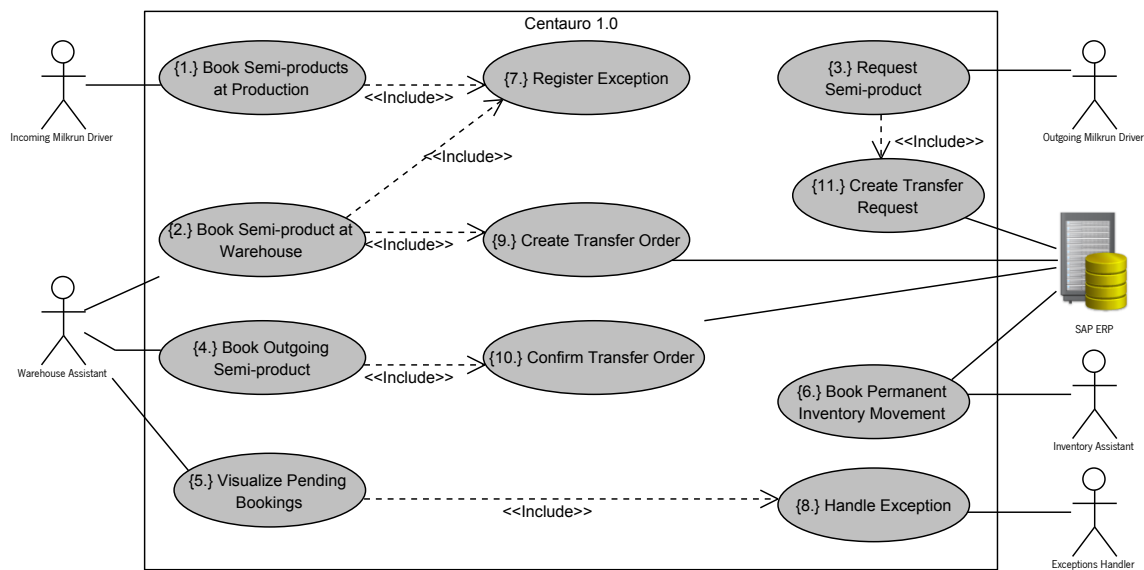 Centauro 1.0
{1.} Book Semi-products
at Production
<<Include>>
{7.} Register Exception
{3.} Request
Semi-product
Incoming Milkrun Driver
Outgoing Milkrun Driver
<<Include>>
<<Include>>
{11.} Create Transfer
Request
{2.} Book Semi-product at
Warehouse
<<Include>>
{9.} Create Transfer Order
SAP ERP
Warehouse Assistant
{4.} Book Outgoing
Semi-product
<<Include>>
{10.} Confirm Transfer Order
{6.} Book Permanent
Inventory Movement
Inventory Assistant
{5.} Visualize Pending
Bookings
<<Include>>
{8.} Handle Exception
Exceptions Handler